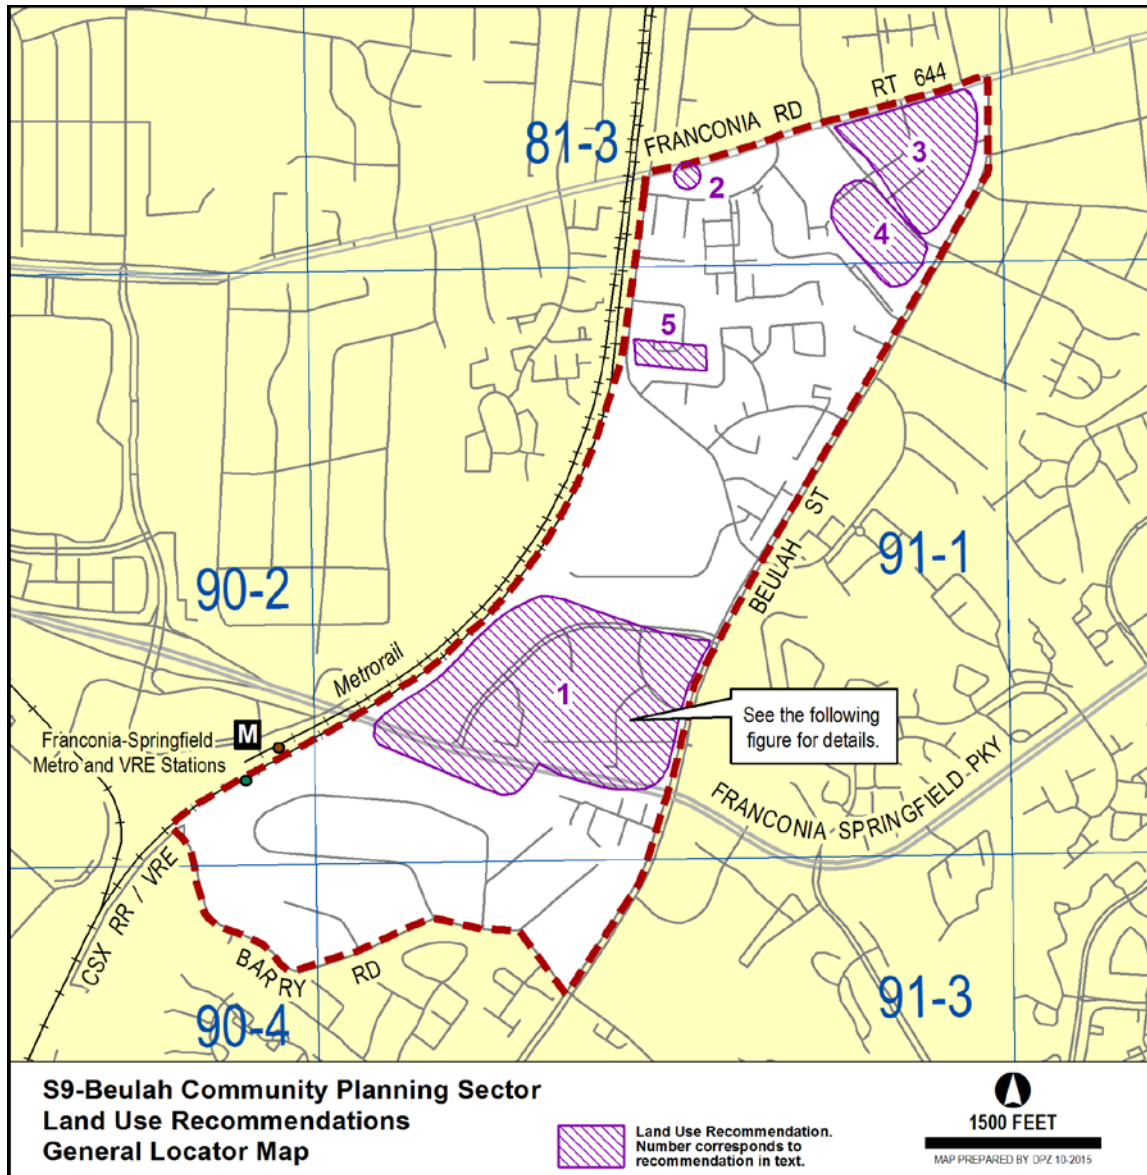 RT 644
FRANCONIA RD
81-3
3
2
4
5
BEULAH ST
91-1
90-2
Metrorail
1
M
See the following
figure for details.
Franconia-Springfield
Metro and VRE Stations
FRANCONIA SPRINGFIELD PKY
CSX RR / VRE
BARRY RD
91-3
90-4
S9-Beulah Community Planning Sector
Land Use Recommendations
General Locator Map
Land Use Recommendation.
Number corresponds to
recommendation in text.
1500 FEET
MAP PREPARED BY DPZ 10-2015